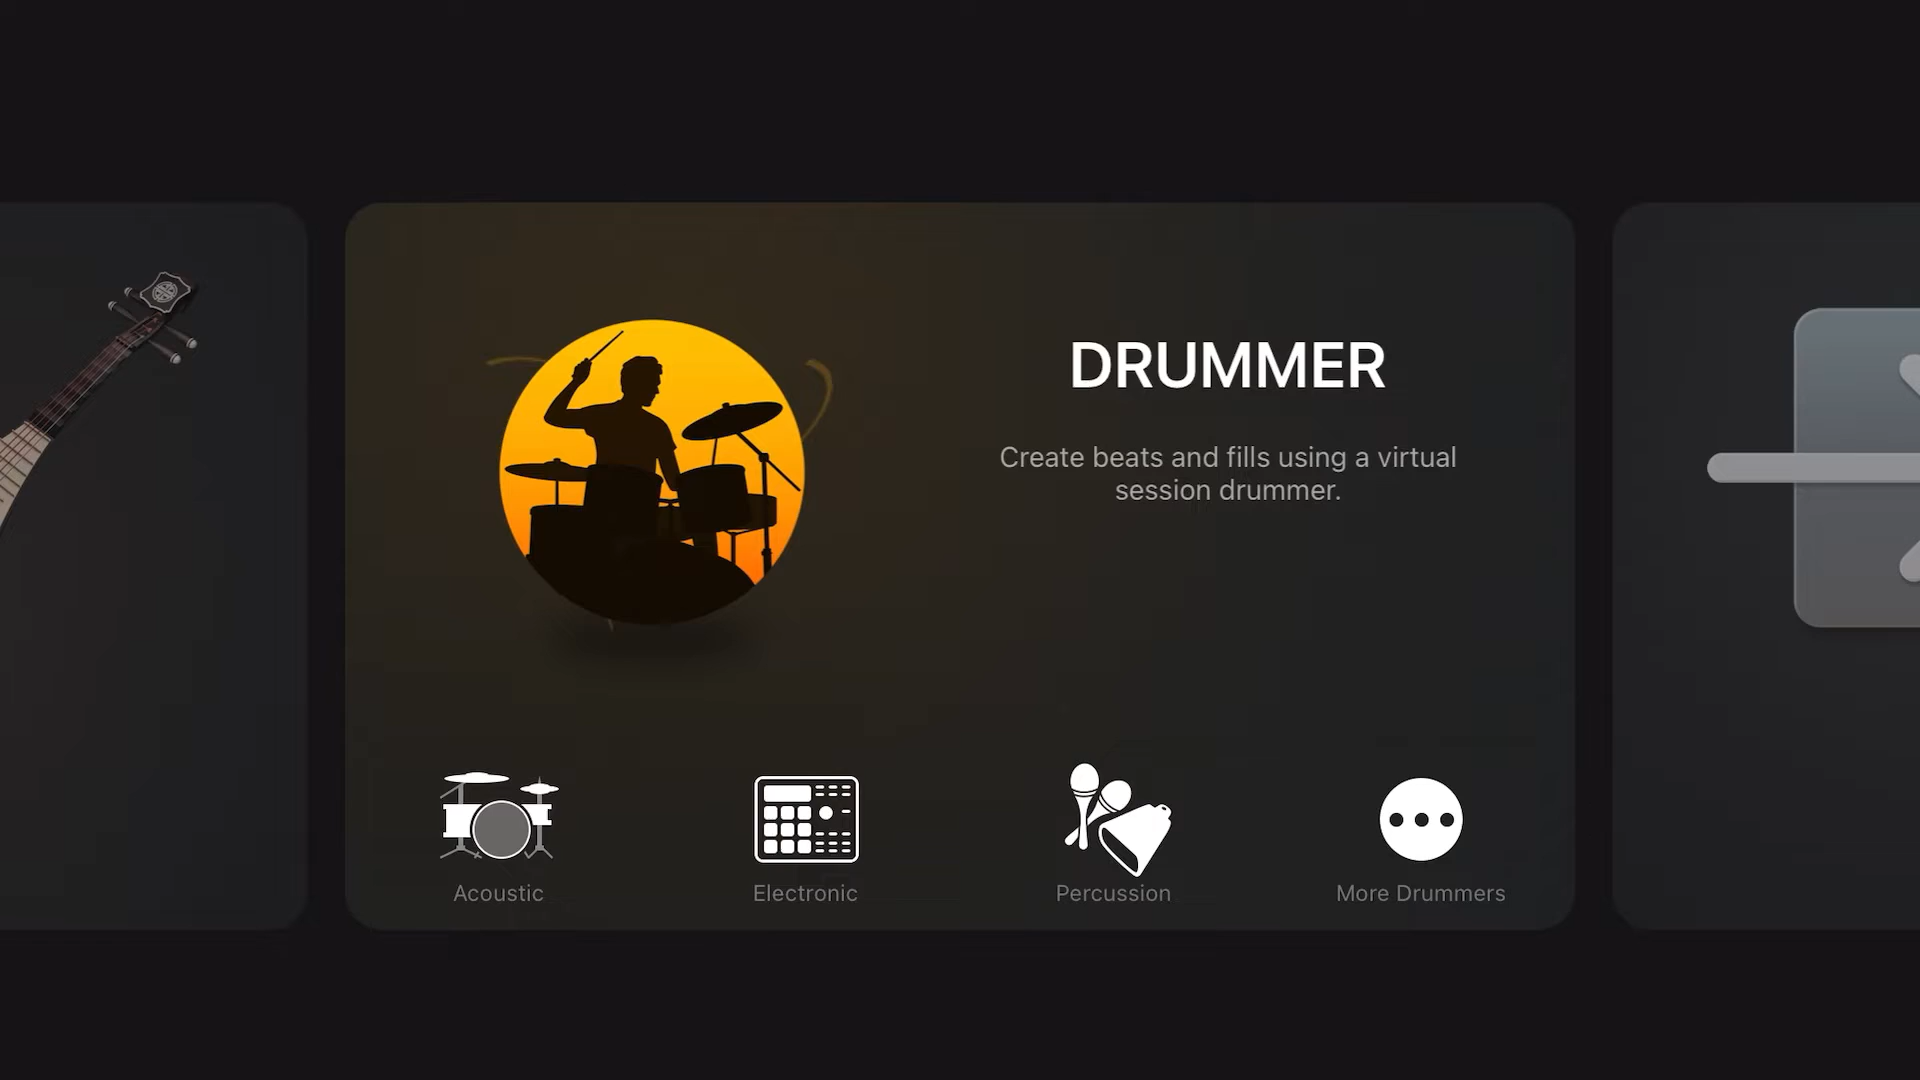 DRUMMER
Create beats and fills using a virtual
session drummer.
Acoustic
Electronic
Percussion
More Drummers